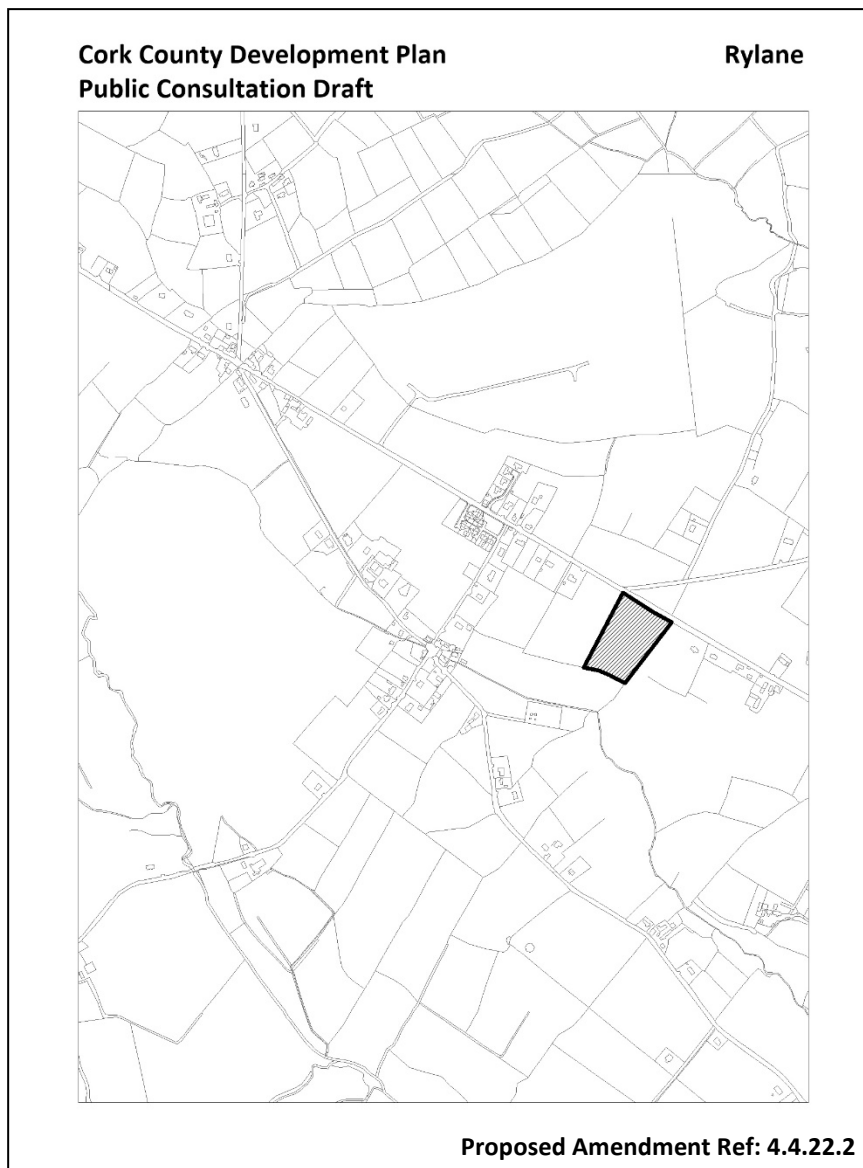 Cork County Development Plan Rylane
Public Consultation Draft
Proposed Amendment Ref: 4.4.22.2